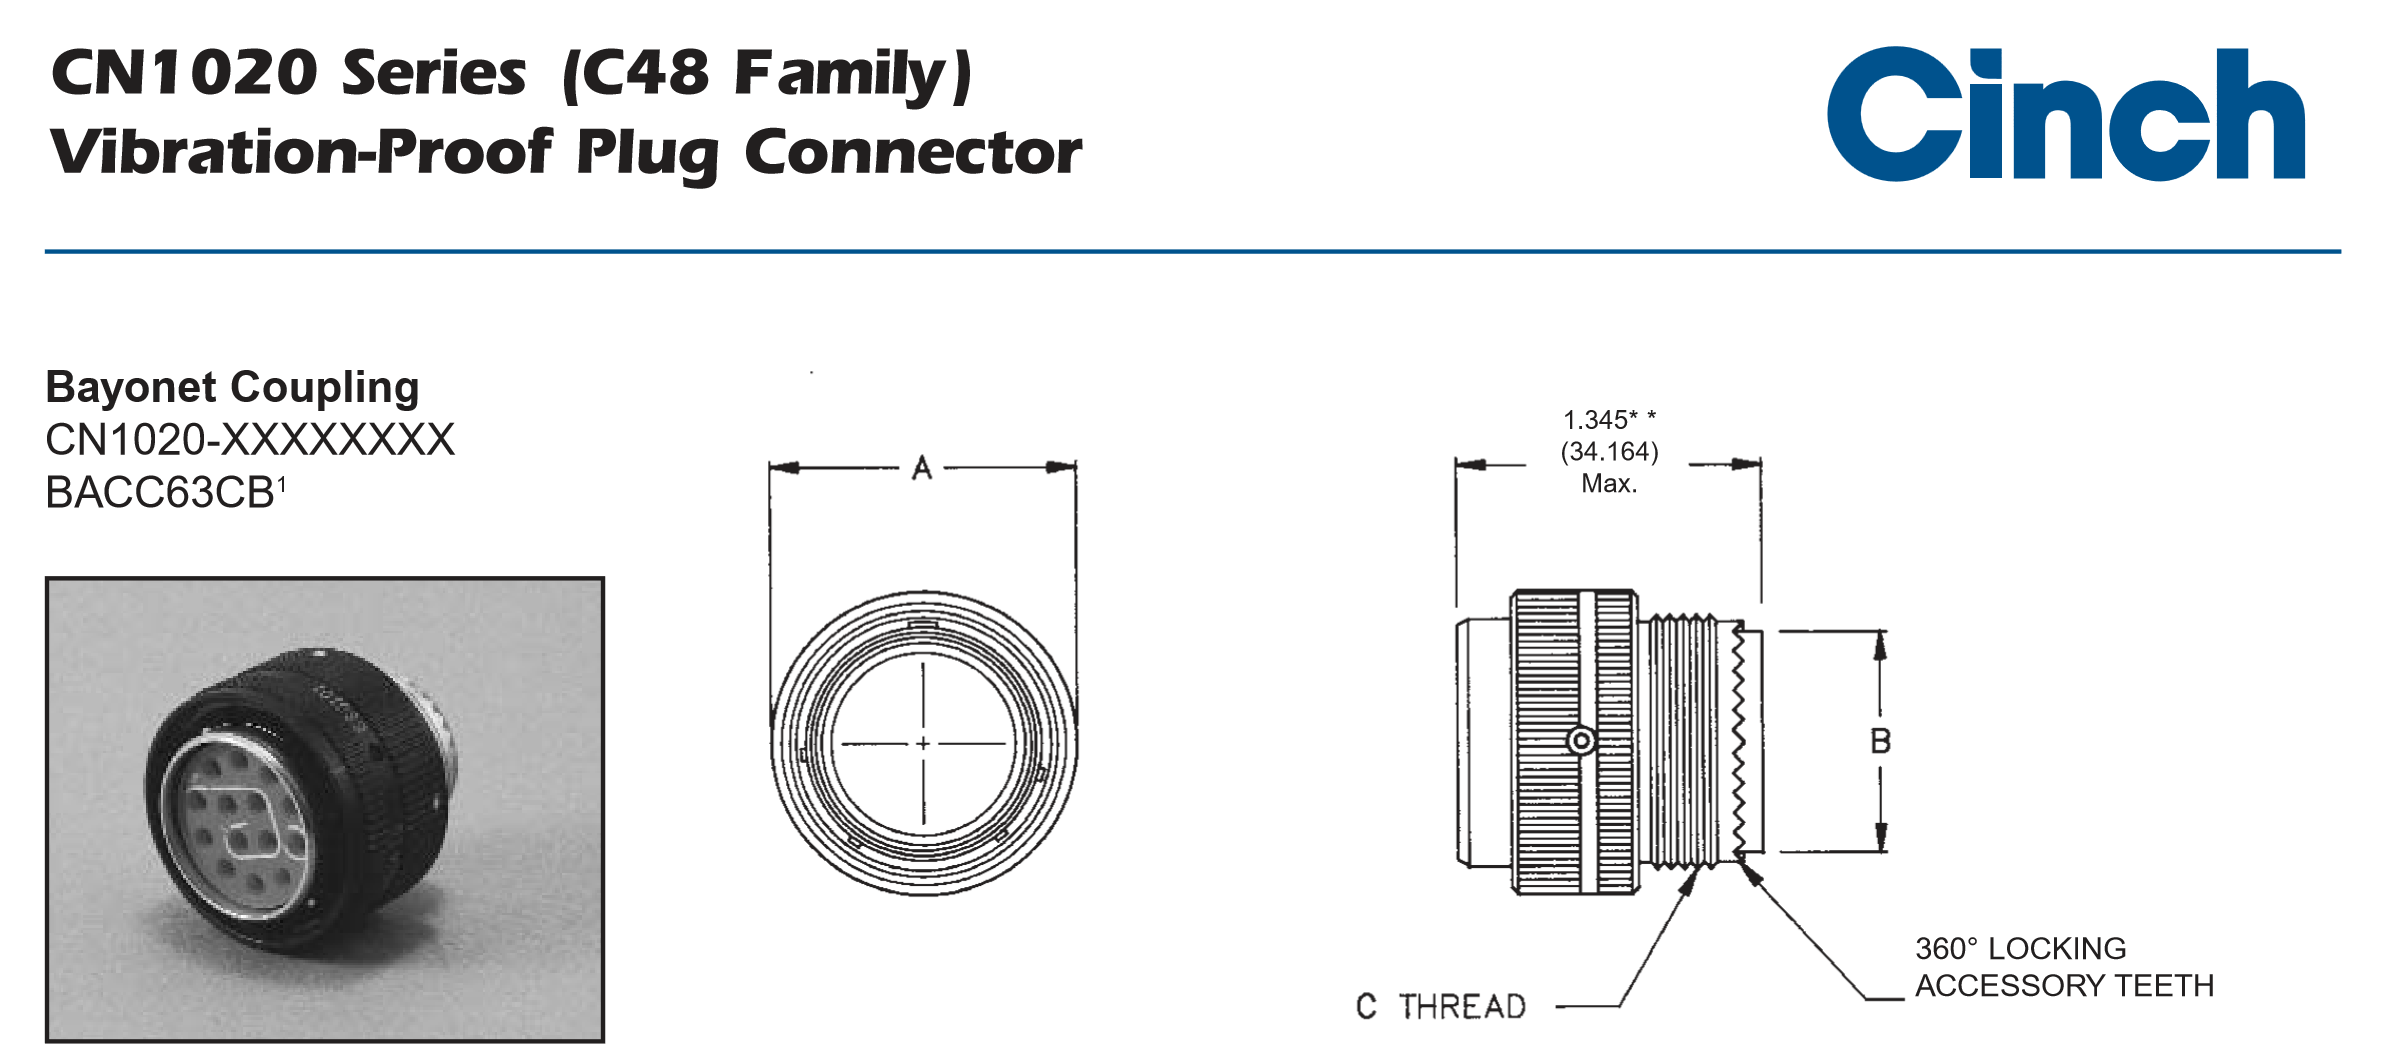 CN1020 Series (C48 Family)
Vibration-Proof Plug Connector
Cinch
Bayonet Coupling
CN1020-XXXXXXXX
BACC63CB¹
A
1.345* *
(34.164)
Max.
B
C THREAD
360° LOCKING
ACCESSORY TEETH